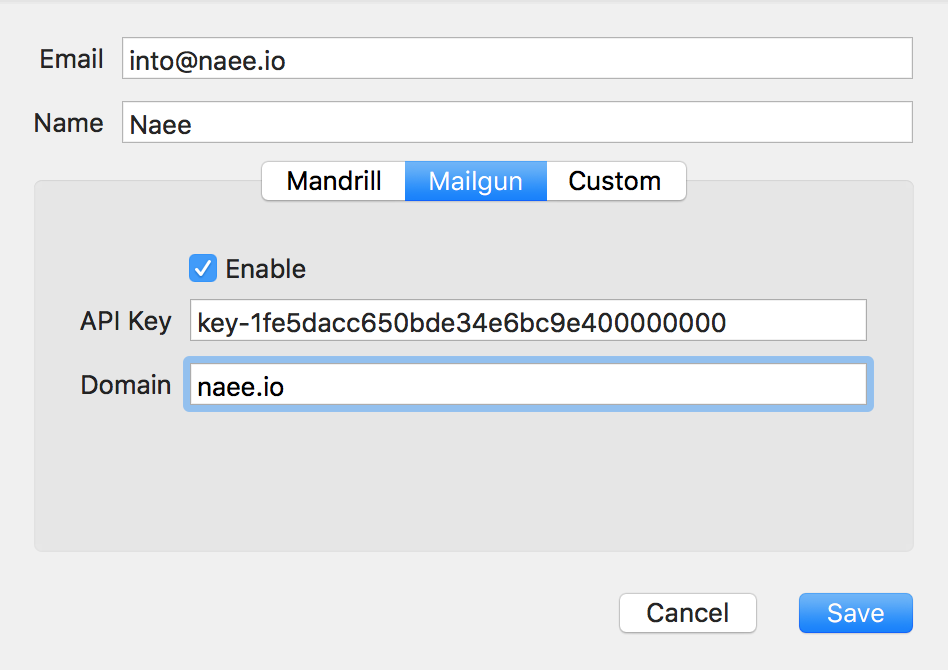 Email into@naee.io
Name Naee
Mandrill Mailgun Custom
Enable
API Key key-1fe5dacc650bde34e6bc9e400000000
Domain naee.io
Cancel Save